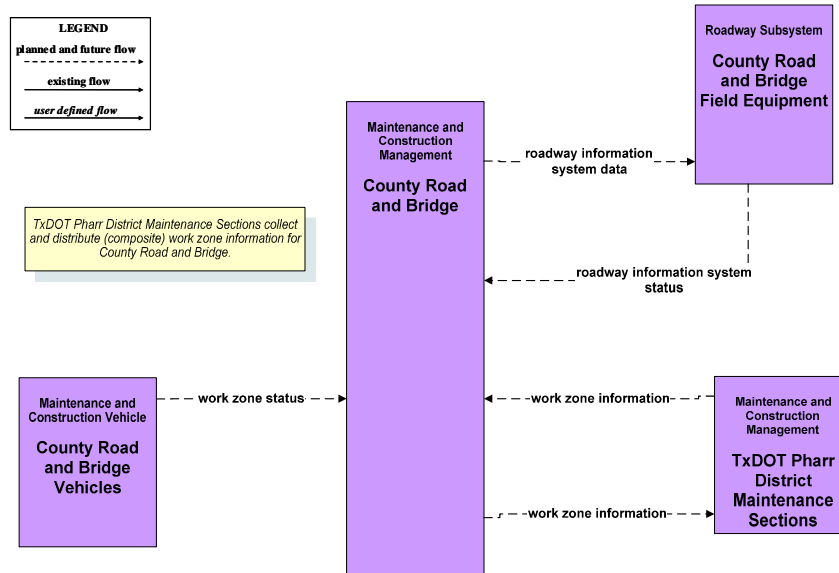 LEGEND
planned and future flow
existing flow
user defined flow
Roadway Subsystem
County Road
and Bridge
Field Equipment
Maintenance and
Construction
Management
County Road
and Bridge
roadway information
system data
TxDOT Pharr District Maintenance Sections collect
and distribute (composite) work zone information for
County Road and Bridge.
roadway information system
status
Maintenance and
Construction Vehicle
County Road
and Bridge
Vehicles
work zone status
work zone information
Maintenance and
Construction
Management
TxDOT Pharr
District
Maintenance
Sections
work zone information